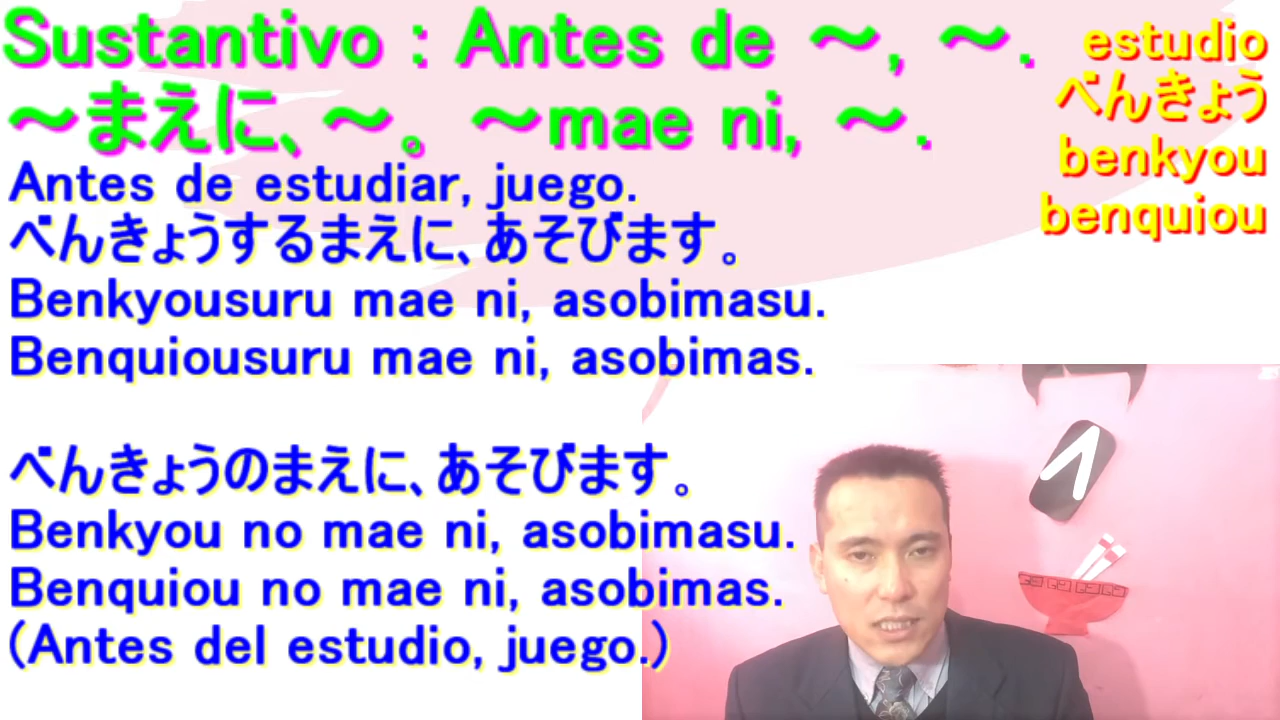 Sustantivo : Antes de ～, ～.
～まえに、～。 ～mae ni, ～.
estudio
べんきょう
benkyou
benquiou
Antes de estudiar, juego.
べんきょうするまえに、あそびます。
Benkyousuru mae ni, asobimasu.
Benquiousuru mae ni, asobimas.
べんきょうのまえに、あそびます。
Benkyou no mae ni, asobimasu.
Benquiou no mae ni, asobimas.
(Antes del estudio, juego.)